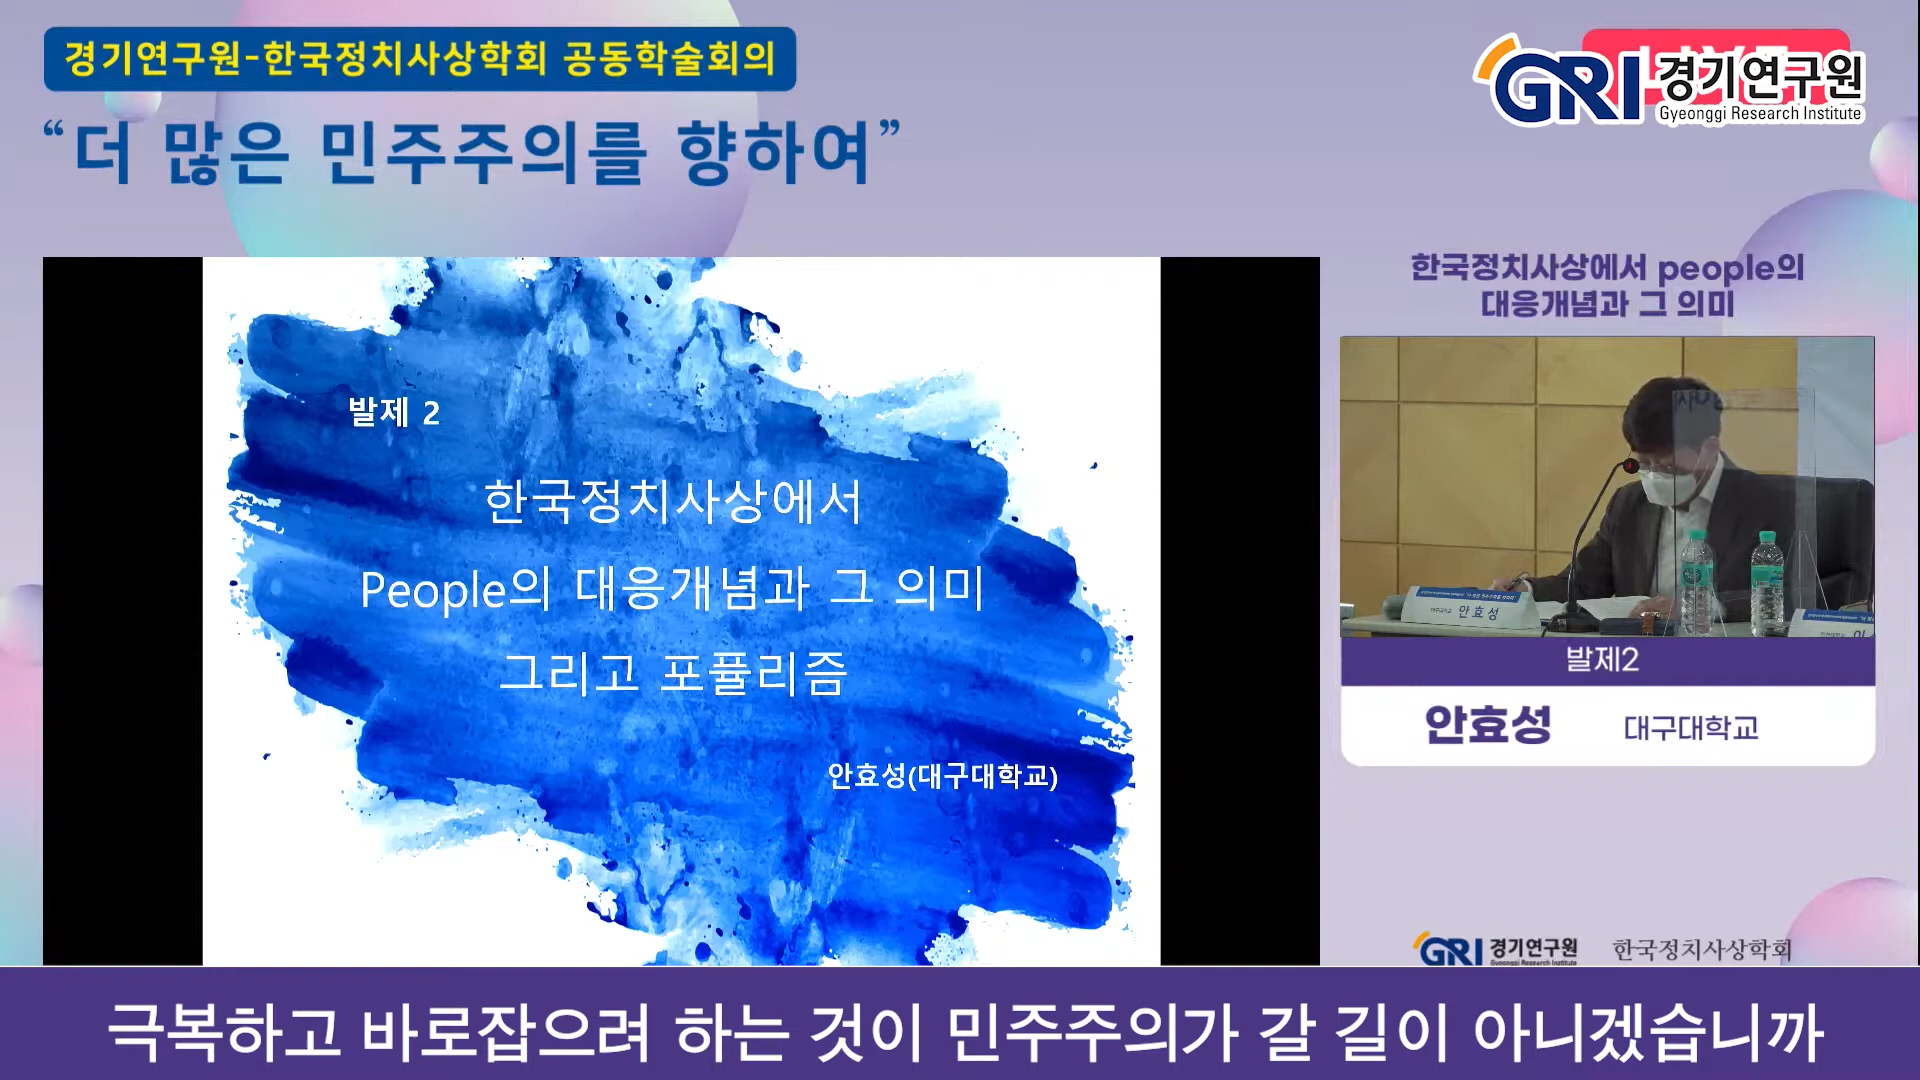 경기연구원-한국정치사상학회 공동학술회의
“더 많은 민주주의를 향하여”
GRI 경기연구원
Gyeonggi Research Institute
발제 2
한국정치사상에서
People의 대응개념과 그 의미
그리고 포퓰리즘
안효성(대구대학교)
한국정치사상에서 people의
대응개념과 그 의미
대구대학교 안효성
발제2
안효성 대구대학교
GRI 경기연구원
Gyeonggi Research Institute
한국정치사상학회
극복하고 바로잡으려 하는 것이 민주주의가 갈 길이 아니겠습니까